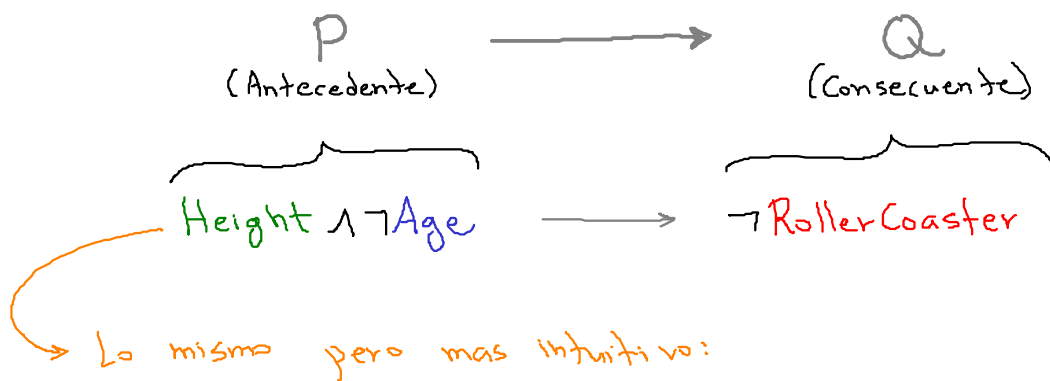 P → Q
(Antecedente) (Consecuente)
Height ∧ ¬Age → ¬RollerCoaster
Lo mismo pero mas intuitivo: